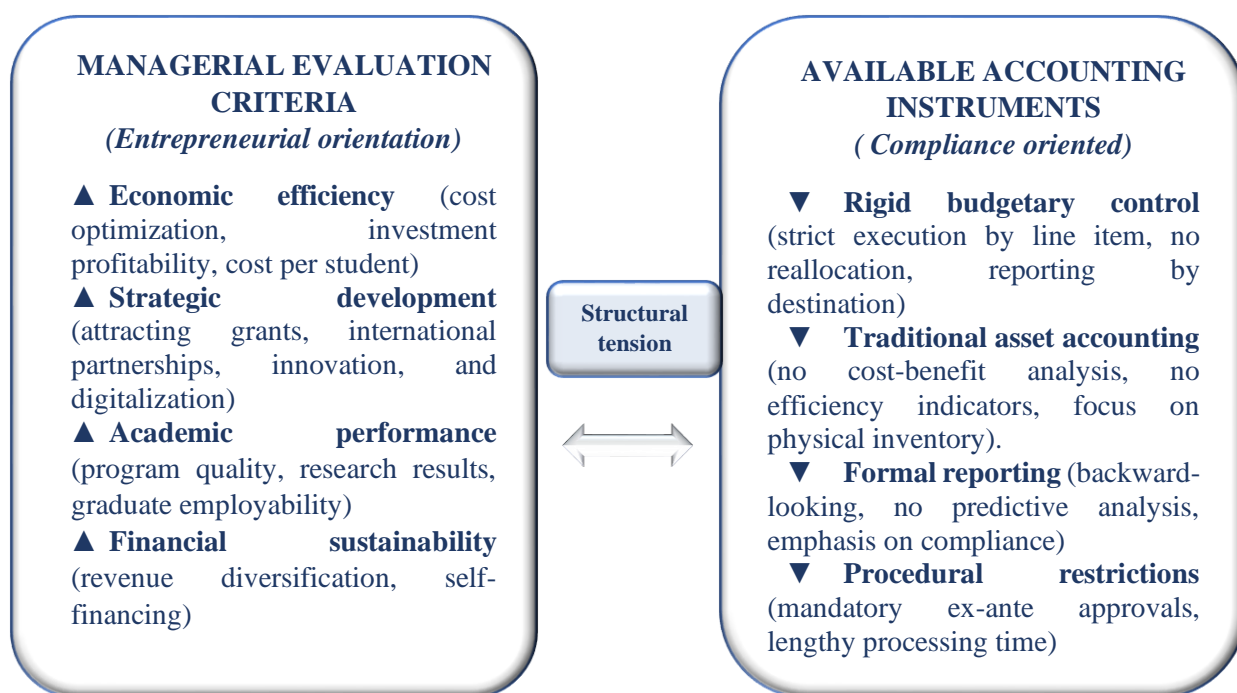 MANAGERIAL EVALUATION
CRITERIA
(Entrepreneurial orientation)
▲ Economic efficiency (cost
optimization, investment
profitability, cost per student)
▲ Strategic development
(attracting grants, international
partnerships, innovation, and
digitalization)
▲ Academic performance
(program quality, research results,
graduate employability)
▲ Financial sustainability
(revenue diversification, self-
financing)
Structural
tension
AVAILABLE ACCOUNTING
INSTRUMENTS
( Compliance oriented)
▼ Rigid budgetary control
(strict execution by line item, no
reallocation, reporting by
destination)
▼ Traditional asset accounting
(no cost-benefit analysis, no
efficiency indicators, focus on
physical inventory).
▼ Formal reporting (backward-
looking, no predictive analysis,
emphasis on compliance)
▼ Procedural restrictions
(mandatory ex-ante approvals,
lengthy processing time)